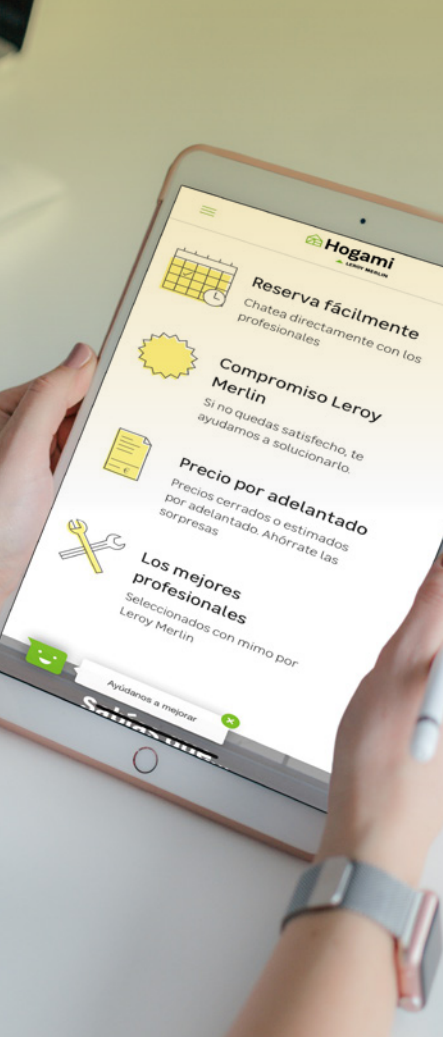 Hogami
LEROY MERLIN
Reserva fácilmente
Chatea directamente con los
profesionales
Compromiso Leroy
Merlin
Si no quedas satisfecho, te
ayudamos a solucionarlo.
Precio por adelantado
Precios cerrados o estimados
por adelantado. Ahórrate las
sorpresas
€
Los mejores
profesionales
Seleccionados con mimo por
Leroy Merlin
Ayúdanos a mejorar